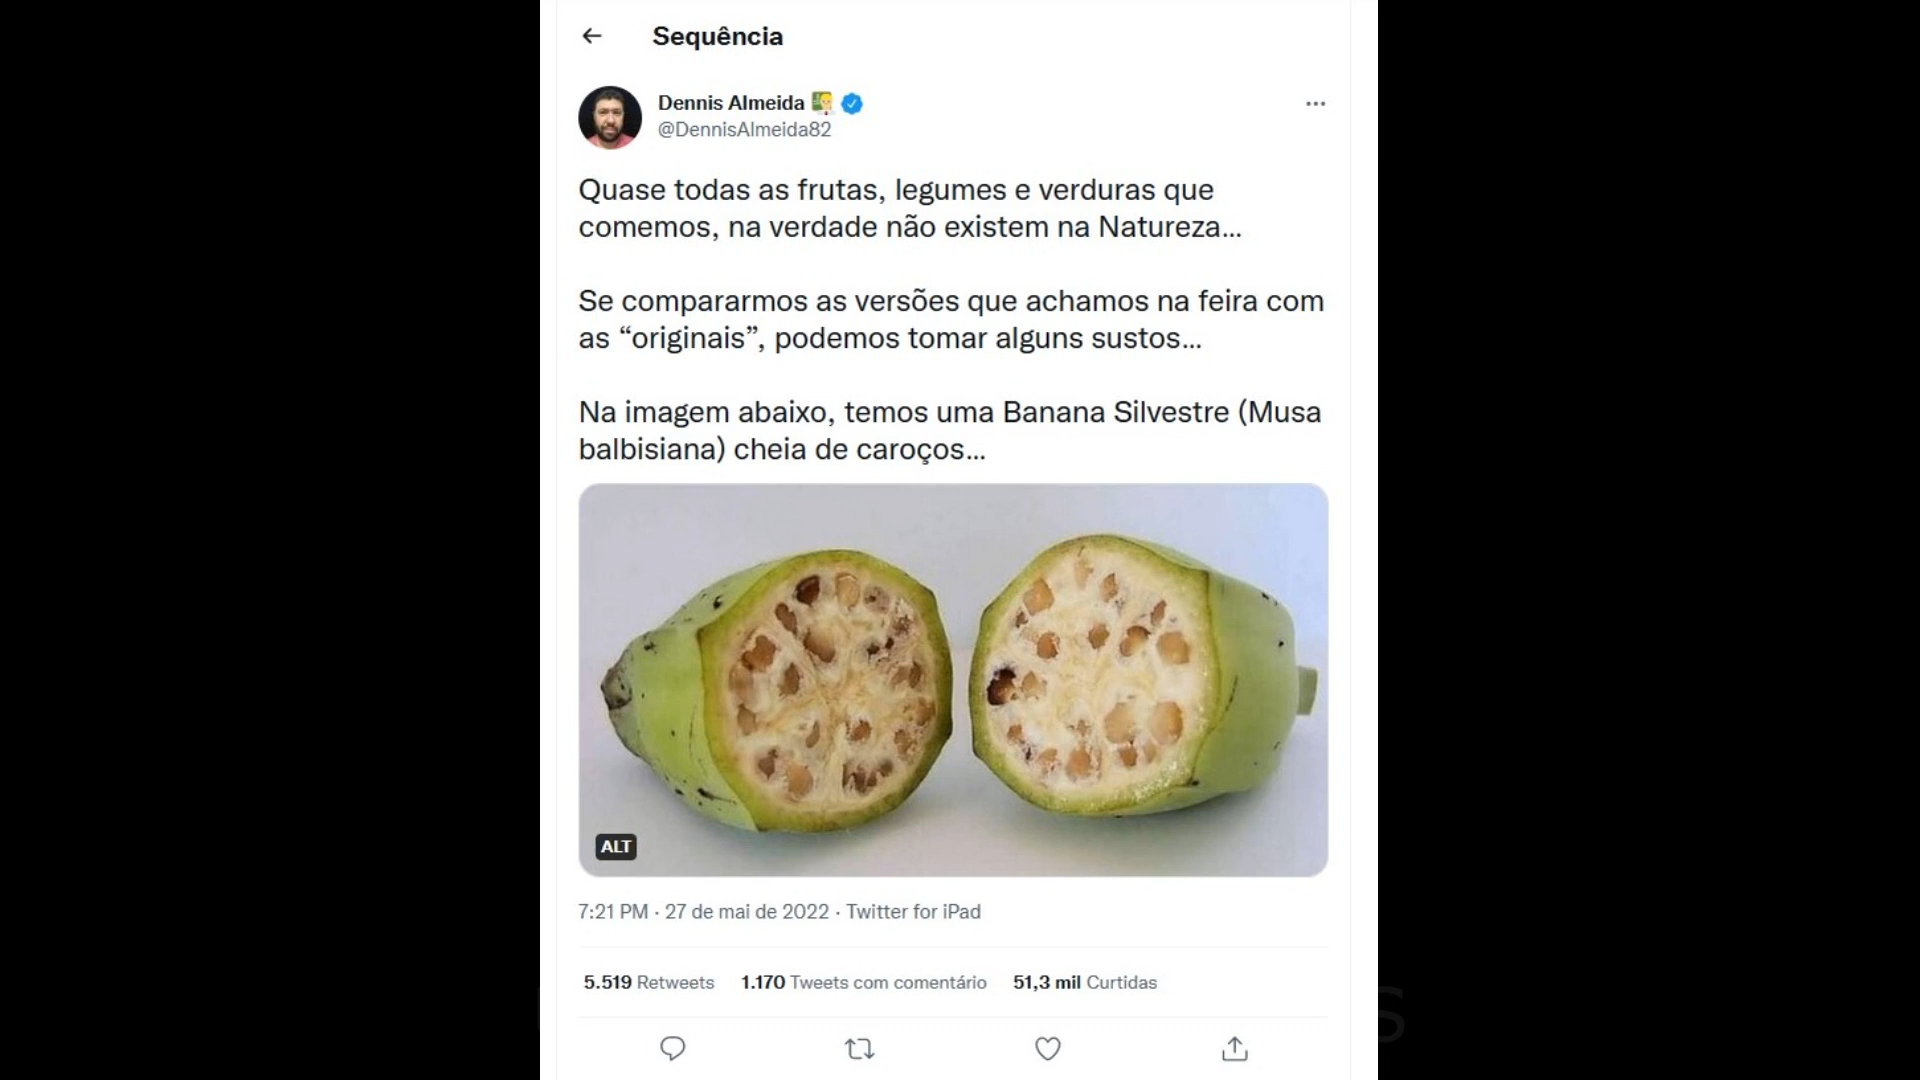 Sequência
Dennis Almeida
@DennisAlmeida82
Quase todas as frutas, legumes e verduras que
comemos, na verdade não existem na Natureza...
Se compararmos as versões que achamos na feira com
as “originais”, podemos tomar alguns sustos...
Na imagem abaixo, temos uma Banana Silvestre (Musa
balbisiana) cheia de caroços...
ALT
7:21 PM · 27 de mai de 2022 · Twitter for iPad
5.519 Retweets 1.170 Tweets com comentário 51,3 mil Curtidas